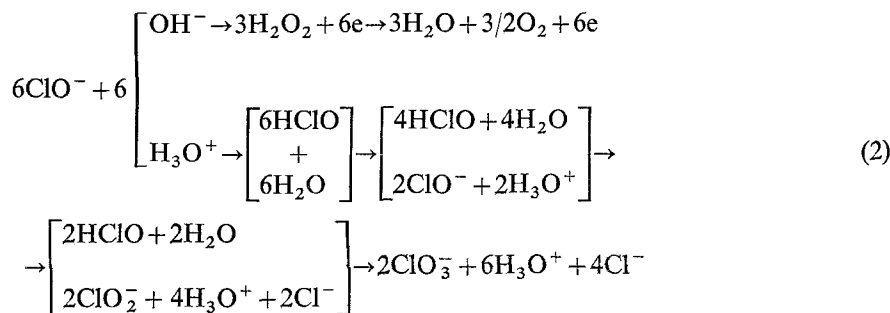 OH⁻→3H₂O₂+6e→3H₂O+3/2O₂+6e
6ClO⁻+6
H₃O⁺→[6HClO + 6H₂O]→[4HClO+4H₂O
2ClO⁻+2H₃O⁺]→
(2)
→[2HClO+2H₂O
2ClO₂⁻+4H₃O⁺+2Cl⁻]→2ClO₃⁻+6H₃O⁺+4Cl⁻